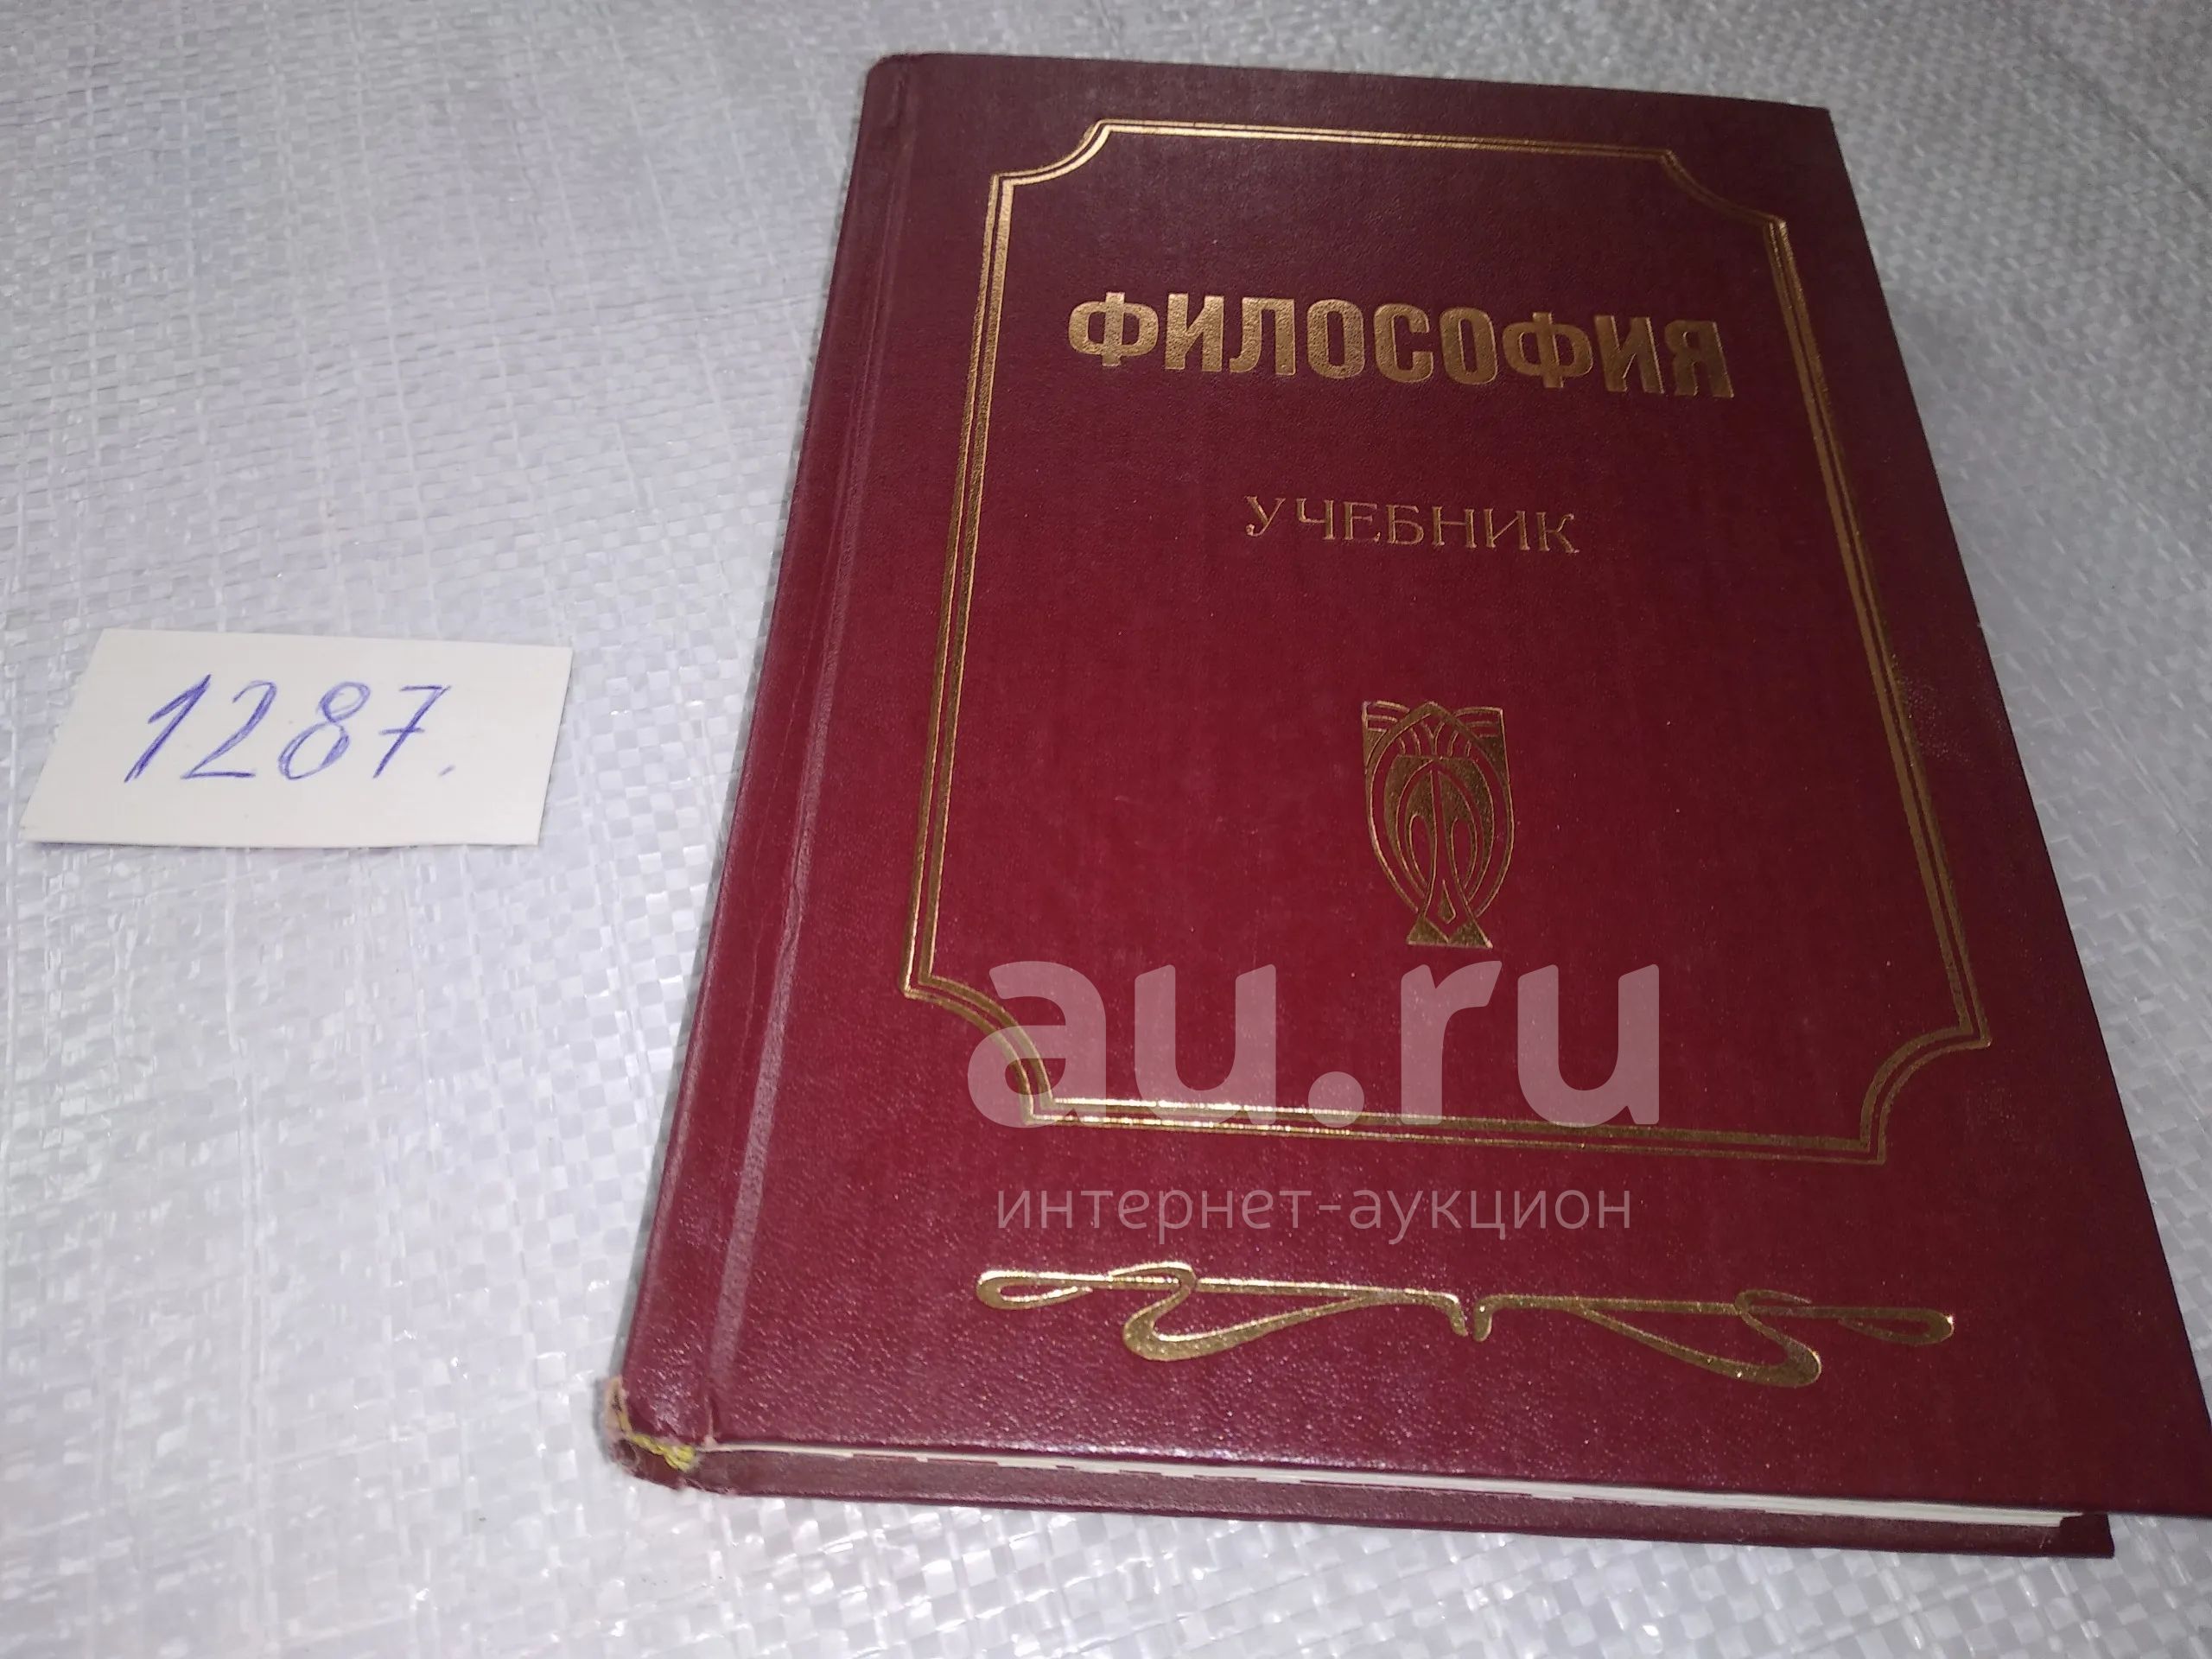 ФИЛОСОФИЯ
УЧЕБНИК
1287.
au.ru
интернет-аукцион